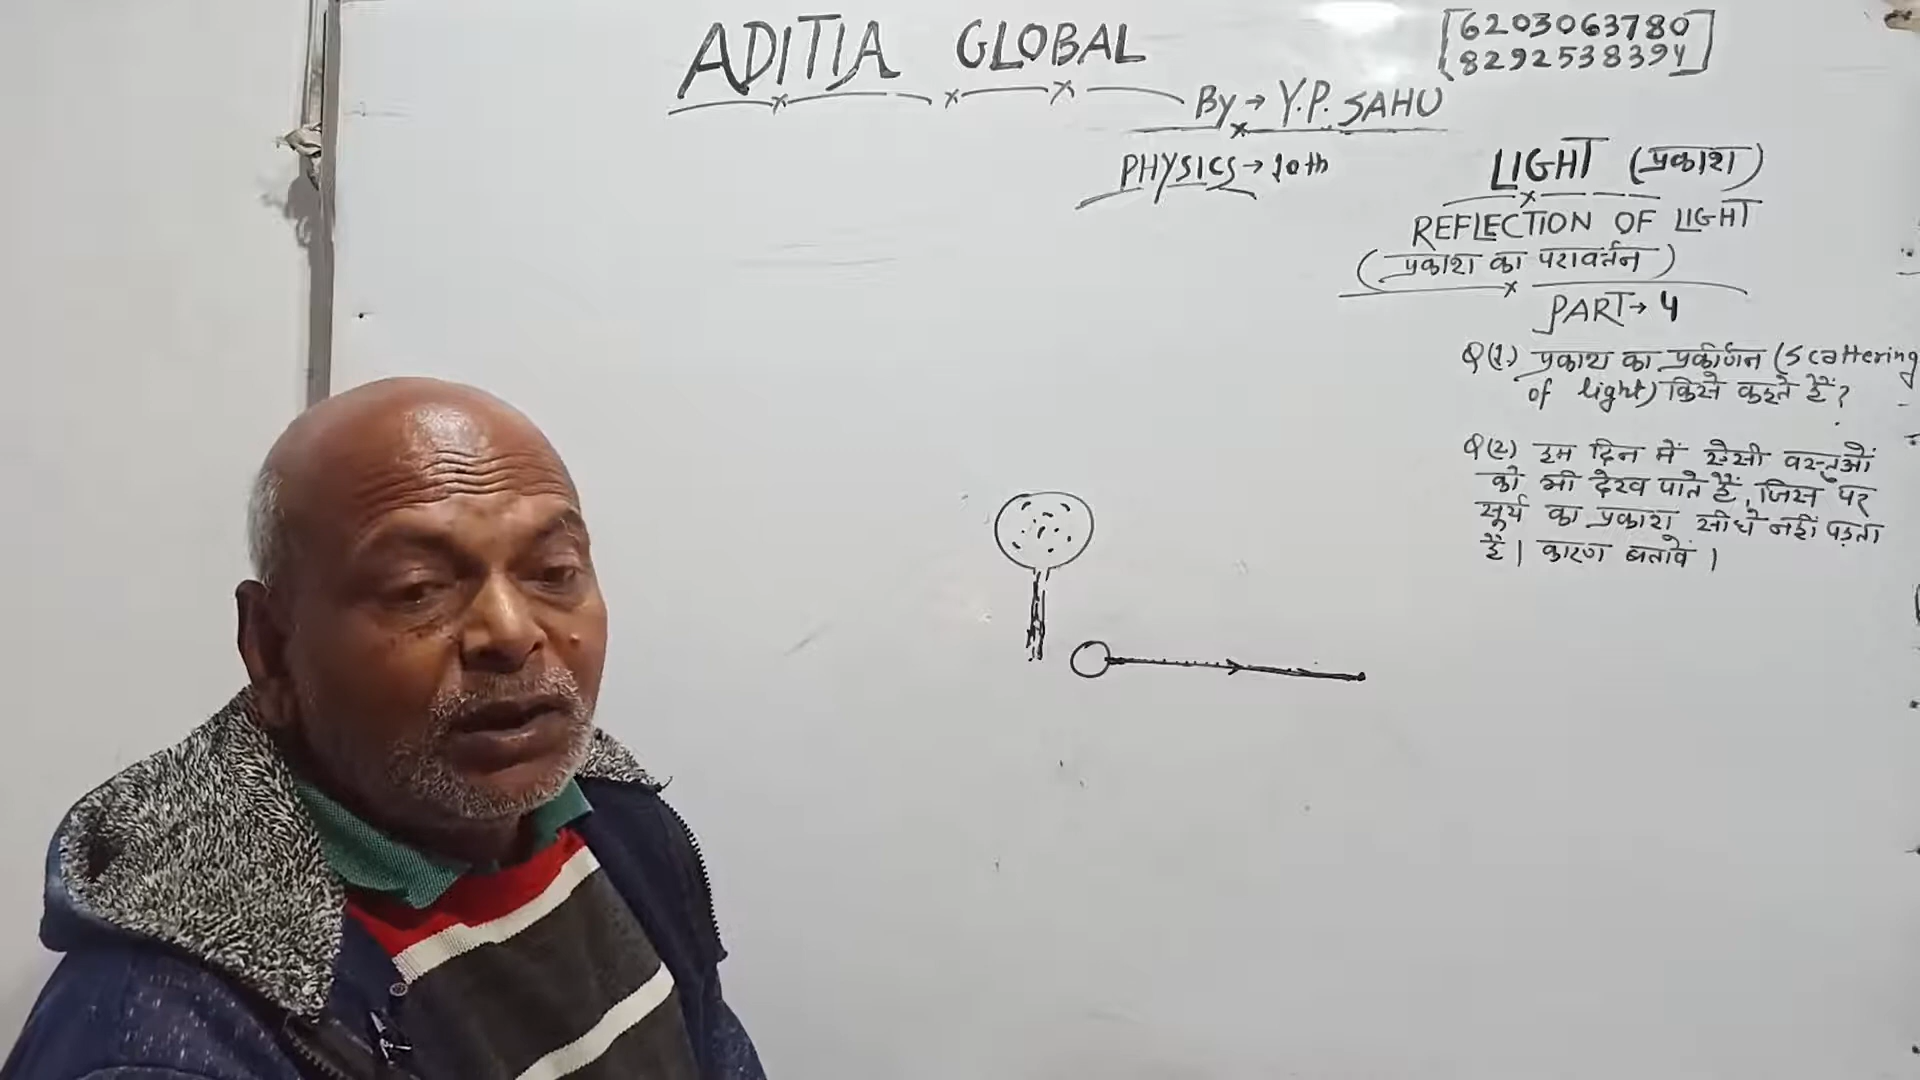 ADITIA GLOBAL
[6203063780
8292538394]
By → Y.P. SAHU
PHYSICS → 10th
LIGHT (प्रकाश)
REFLECTION OF LIGHT
(प्रकाश का परावर्तन)
PART → 4
Q(1.) प्रकाश का प्रकीर्णन (Scattering
of light) किसे कहते हैं?
Q(2) हम दिन में ऐसी वस्तुओं
को भी देख पाते हैं, जिस पर
सूर्य का प्रकाश सीधे नहीं पड़ता
है। कारण बतावें।